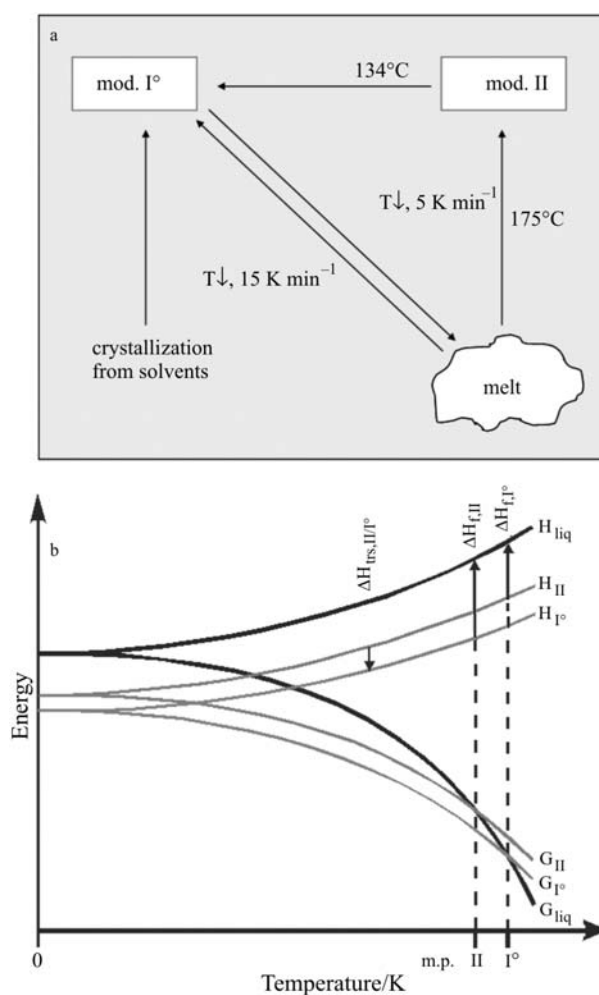 a
mod. I°
134°C
mod. II
T↓, 5 K min⁻¹
175°C
T↓, 15 K min⁻¹
crystallization
from solvents
melt
b
ΔH_trs,II/I°
ΔH_f,II
ΔH_f,I°
H_liq
H_II
H_I°
Energy
G_II
G_I°
G_liq
0
m.p. II I°
Temperature/K